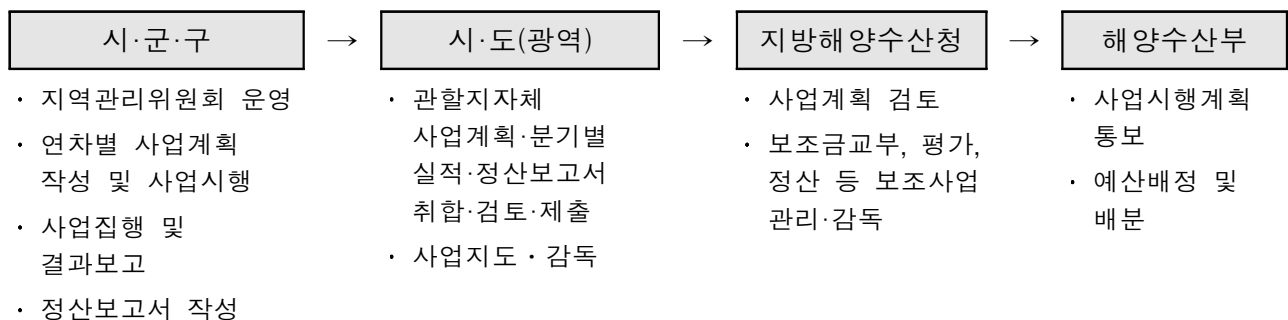 시·군·구 → 시·도(광역) → 지방해양수산청 → 해양수산부
· 지역관리위원회 운영
· 연차별 사업계획
작성 및 사업시행
· 사업집행 및
결과보고
· 정산보고서 작성
· 관할지자체
사업계획·분기별
실적·정산보고서
취합·검토·제출
· 사업지도·감독
· 사업계획 검토
· 보조금교부, 평가,
정산 등 보조사업
관리·감독
· 사업시행계획
통보
· 예산배정 및
배분